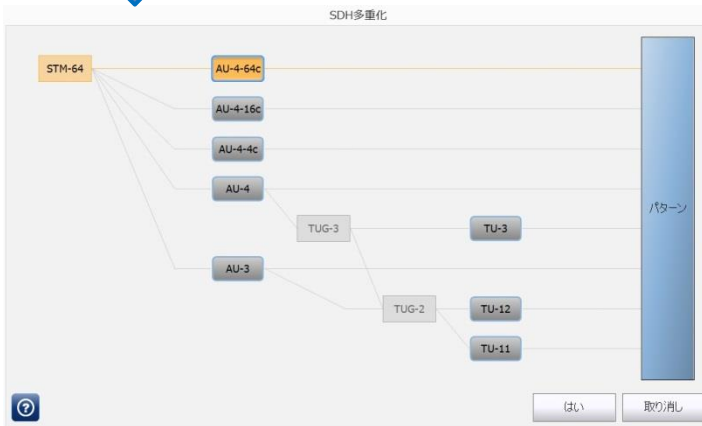 SDH多重化
STM-64
AU-4-64c
AU-4-16c
AU-4-4c
AU-4
TUG-3
TU-3
パターン
AU-3
TUG-2
TU-12
TU-11
?
はい
取り消し